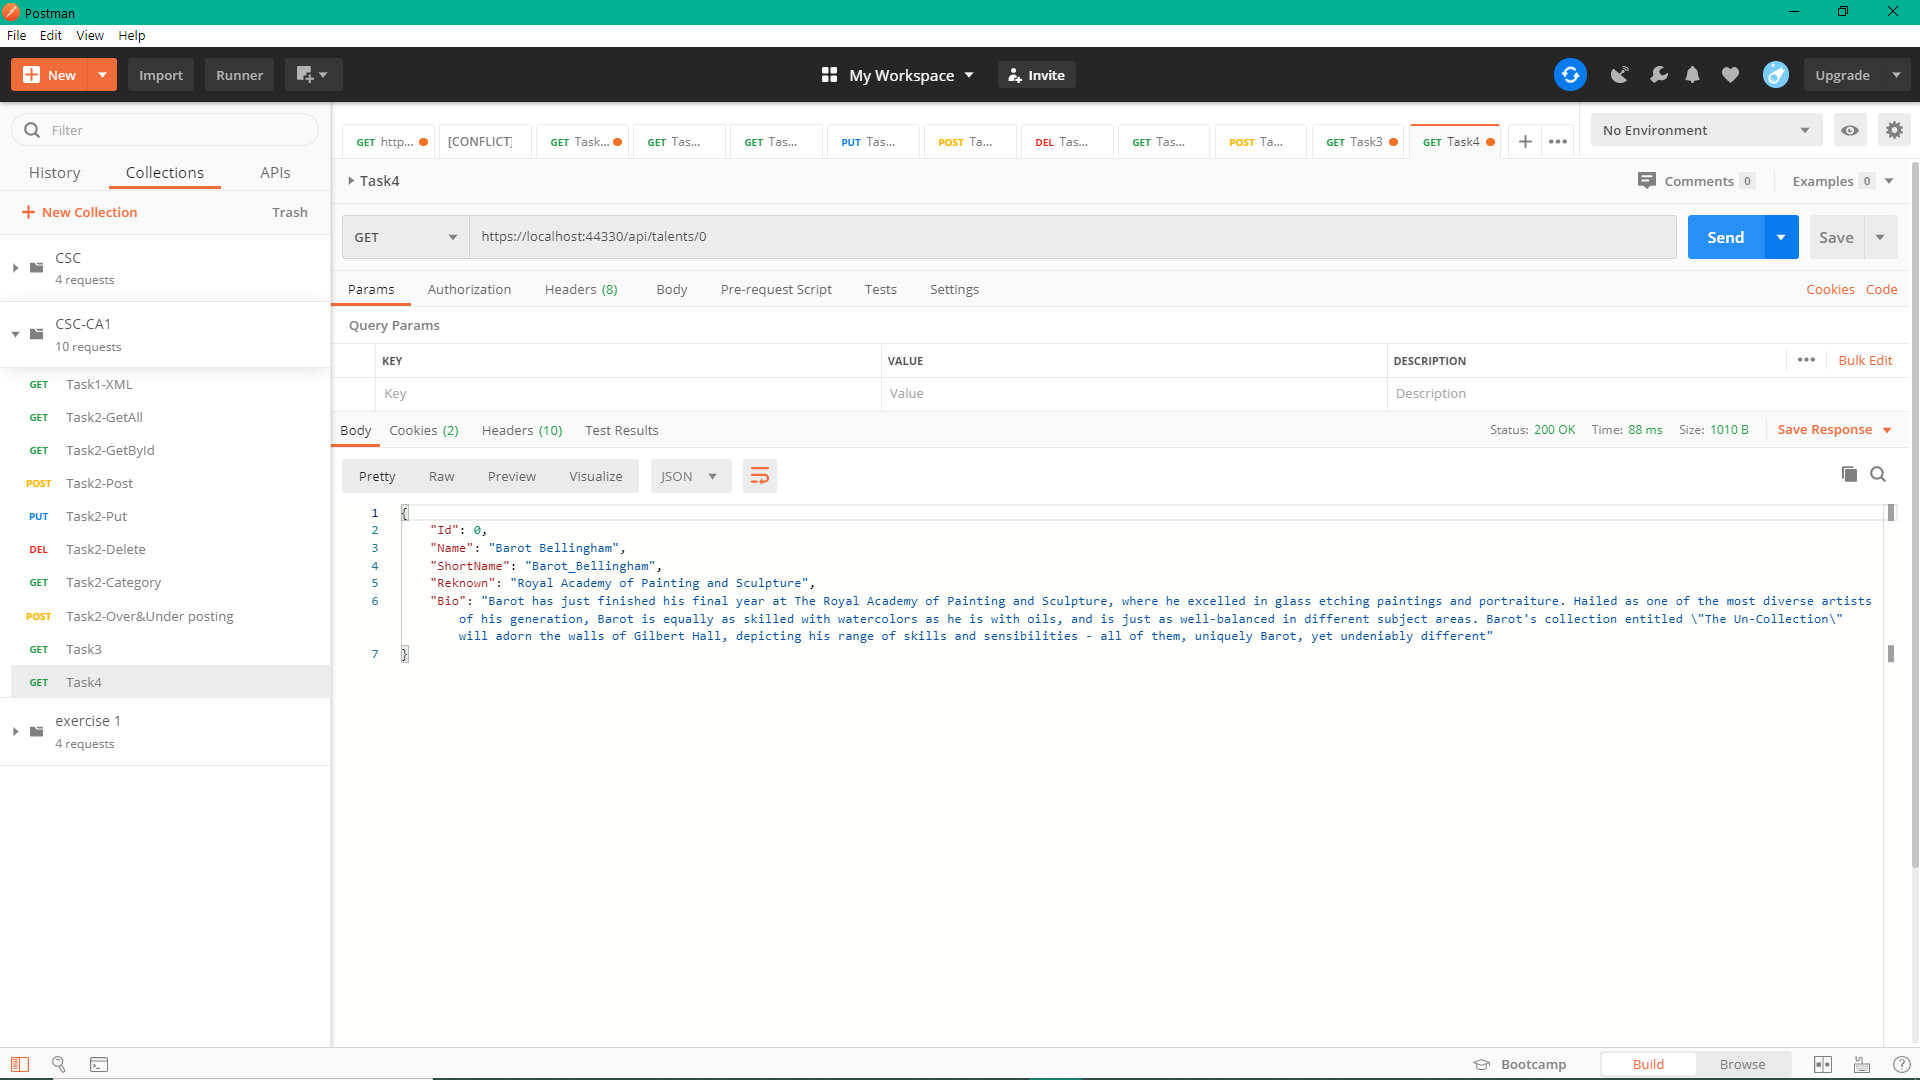 Postman
File Edit View Help
New Import Runner My Workspace Invite Upgrade
Filter
History Collections APIs
New Collection Trash
CSC
4 requests
CSC-CA1
10 requests
GET Task1-XML
GET Task2-GetAll
GET Task2-GetById
POST Task2-Post
PUT Task2-Put
DEL Task2-Delete
GET Task2-Category
POST Task2-Over&Under posting
GET Task3
GET Task4
exercise 1
4 requests
GET http... [CONFLICT] GET Task... GET Tas... GET Tas... PUT Tas... POST Ta... DEL Tas... GET Tas... POST Ta... GET Task3 GET Task4
No Environment
Task4 Comments 0 Examples 0
GET https://localhost:44330/api/talents/0 Send Save
Params Authorization Headers (8) Body Pre-request Script Tests Settings Cookies Code
Query Params
KEY VALUE DESCRIPTION Bulk Edit
Key Value Description
Body Cookies (2) Headers (10) Test Results Status: 200 OK Time: 88 ms Size: 1010 B Save Response
Pretty Raw Preview Visualize JSON
1 {
2 "Id": 0,
3 "Name": "Barot Bellingham",
4 "ShortName": "Barot_Bellingham",
5 "Reknown": "Royal Academy of Painting and Sculpture",
6 "Bio": "Barot has just finished his final year at The Royal Academy of Painting and Sculpture, where he excelled in glass etching paintings and portraiture. Hailed as one of the most diverse artists
of his generation, Barot is equally as skilled with watercolors as he is with oils, and is just as well-balanced in different subject areas. Barot's collection entitled \"The Un-Collection\"
will adorn the walls of Gilbert Hall, depicting his range of skills and sensibilities - all of them, uniquely Barot, yet undeniably different"
7 }
Bootcamp Build Browse